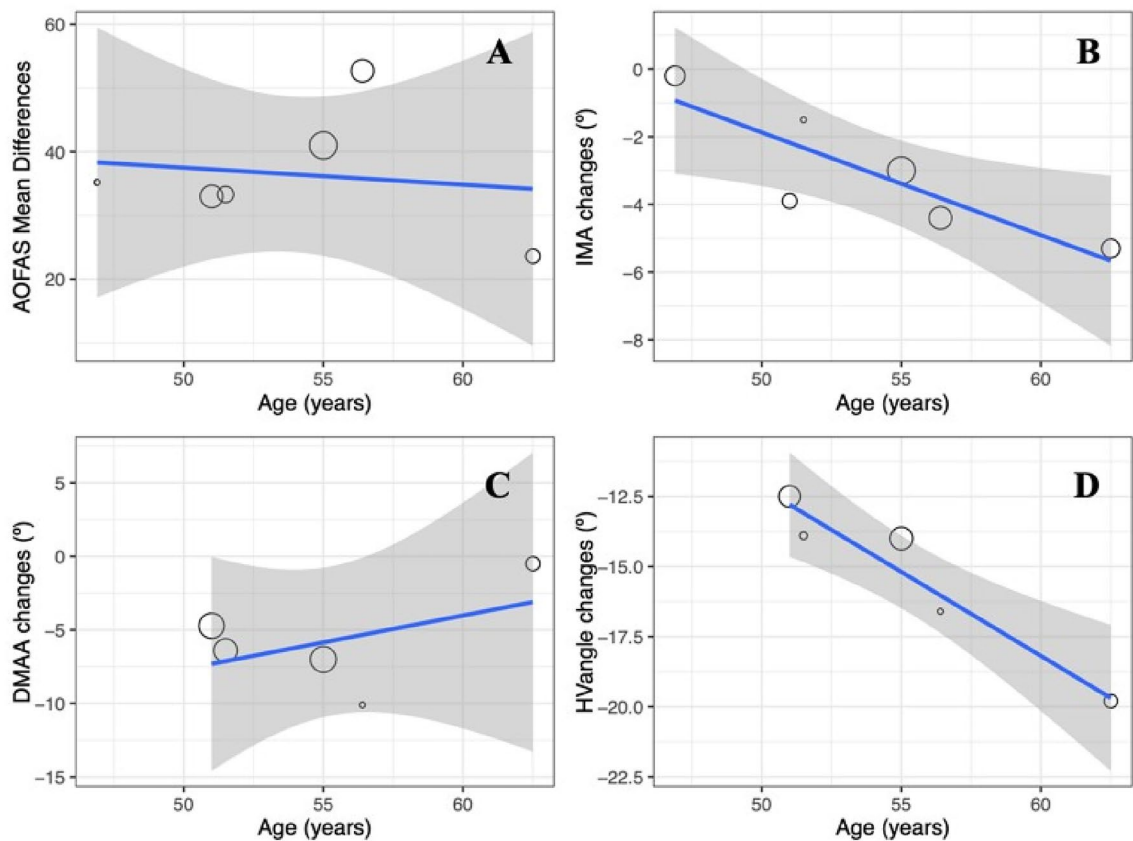 A
AOFAS Mean Differences
60
40
20
50 55 60
Age (years)
B
IMA changes (º)
0
−2
−4
−6
−8
50 55 60
Age (years)
C
DMAA changes (º)
5
0
−5
−10
−15
50 55 60
Age (years)
D
HVangle changes (º)
−12.5
−15.0
−17.5
−20.0
−22.5
50 55 60
Age (years)